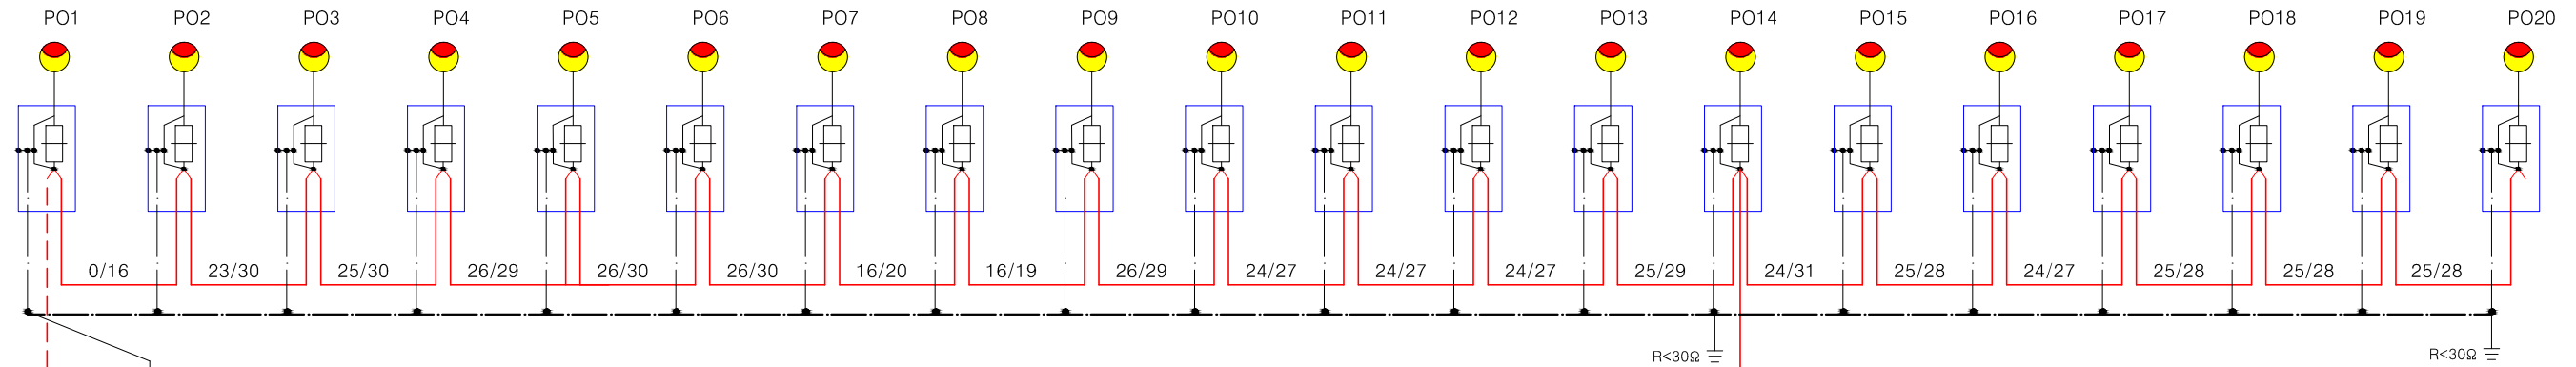 PO1 PO2 PO3 PO4 PO5 PO6 PO7 PO8 PO9 PO10 PO11 PO12 PO13 PO14 PO15 PO16 PO17 PO18 PO19 PO20
0/16 23/30 25/30 26/29 26/30 26/30 16/20 16/19 26/29 24/27 24/27 24/27 25/29 24/31 25/28 24/27 25/28 25/28 25/28
R<30Ω R<30Ω